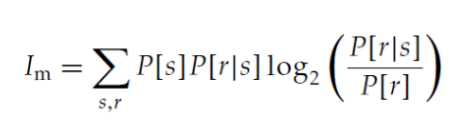 I_m = \sum_{s,r} P[s]P[r|s] \log_2 \left( \frac{P[r|s]}{P[r]} \right)